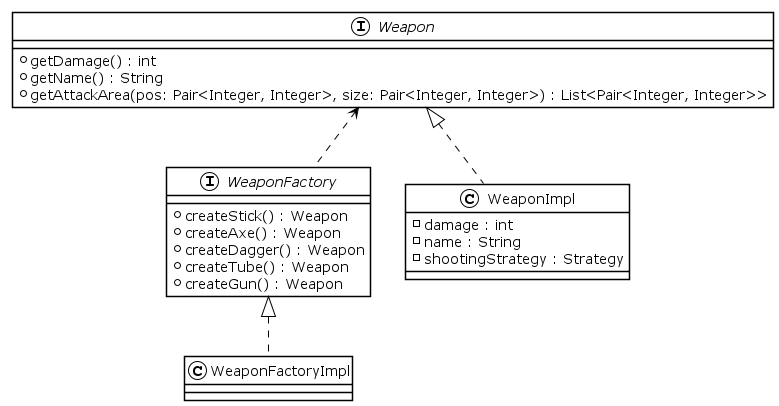 I Weapon
getDamage() : int
getName() : String
getAttackArea(pos: Pair<Integer, Integer>, size: Pair<Integer, Integer>) : List<Pair<Integer, Integer>>
I WeaponFactory
createStick() : Weapon
createAxe() : Weapon
createDagger() : Weapon
createTube() : Weapon
createGun() : Weapon
C WeaponImpl
damage : int
name : String
shootingStrategy : Strategy
C WeaponFactoryImpl